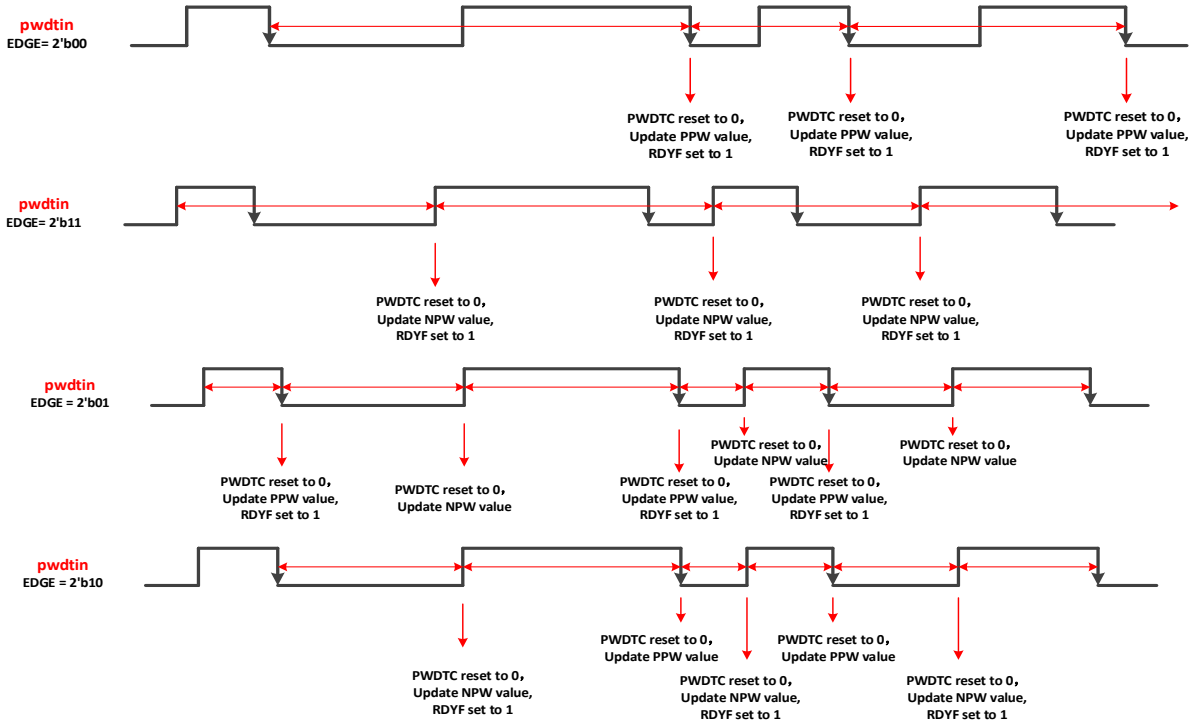 pwdtin
EDGE= 2'b00
PWDTC reset to 0,
Update PPW value,
RDYF set to 1
PWDTC reset to 0,
Update PPW value,
RDYF set to 1
PWDTC reset to 0,
Update PPW value,
RDYF set to 1
pwdtin
EDGE= 2'b11
PWDTC reset to 0,
Update NPW value,
RDYF set to 1
PWDTC reset to 0,
Update NPW value,
RDYF set to 1
PWDTC reset to 0,
Update NPW value,
RDYF set to 1
pwdtin
EDGE = 2'b01
PWDTC reset to 0,
Update PPW value,
RDYF set to 1
PWDTC reset to 0,
Update NPW value
PWDTC reset to 0,
Update PPW value,
RDYF set to 1
PWDTC reset to 0,
Update NPW value
PWDTC reset to 0,
Update PPW value,
RDYF set to 1
PWDTC reset to 0,
Update NPW value
pwdtin
EDGE = 2'b10
PWDTC reset to 0,
Update NPW value,
RDYF set to 1
PWDTC reset to 0,
Update PPW value
PWDTC reset to 0,
Update NPW value,
RDYF set to 1
PWDTC reset to 0,
Update PPW value
PWDTC reset to 0,
Update NPW value,
RDYF set to 1